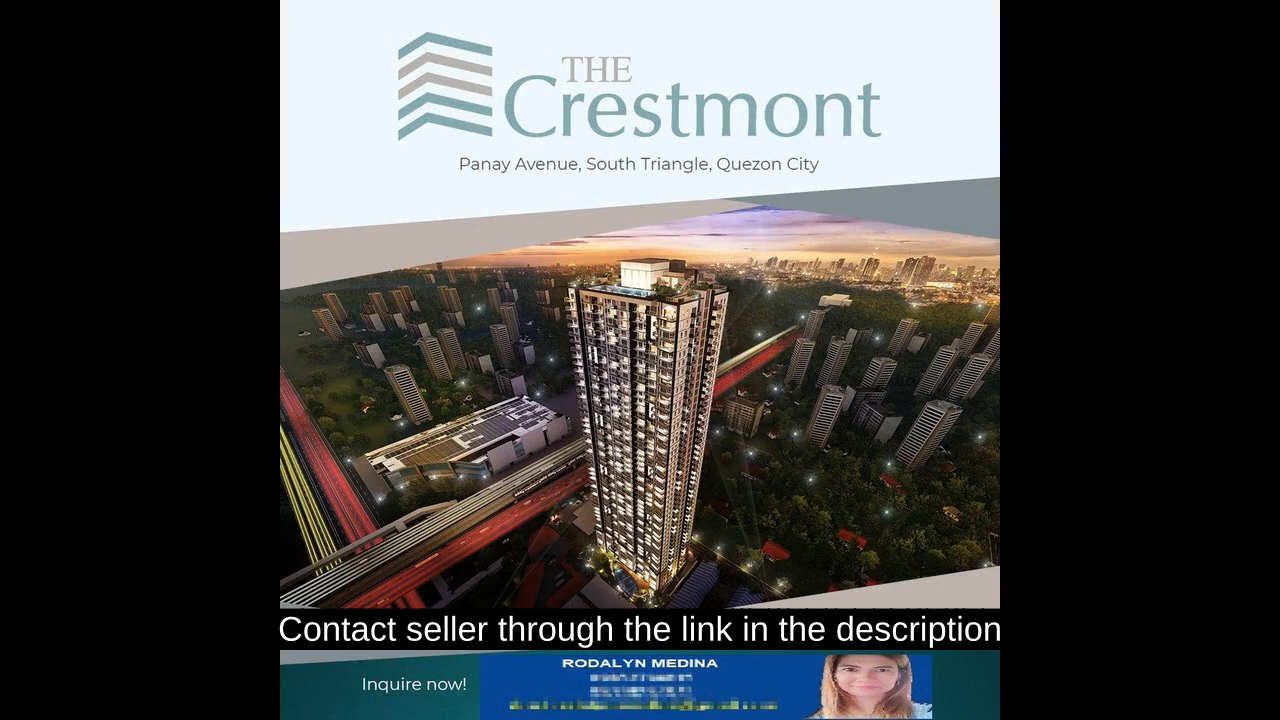 THE
Crestmont
Panay Avenue, South Triangle, Quezon City
Contact seller through the link in the description
RODALYN MEDINA
Inquire now!